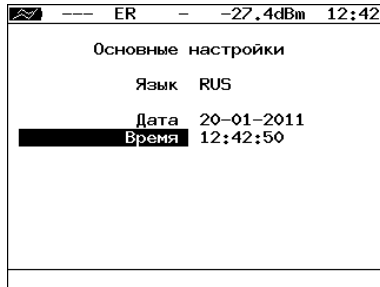 --- ER - -27.4dBm 12:42
Основные настройки
Язык RUS
Дата 20-01-2011
Время 12:42:50